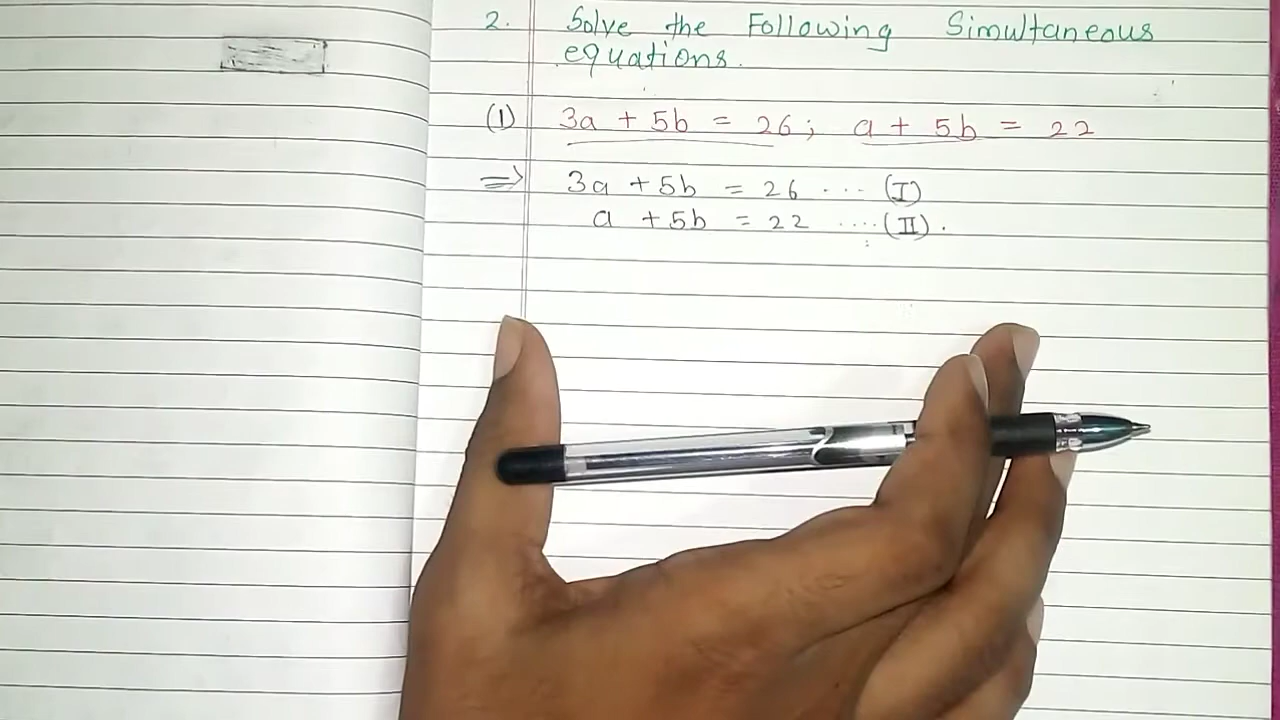 2. Solve the Following Simultaneous
equations.
(1) 3a + 5b = 26; a + 5b = 22
⇒ 3a + 5b = 26 .... (I)
a + 5b = 22 ....(II).